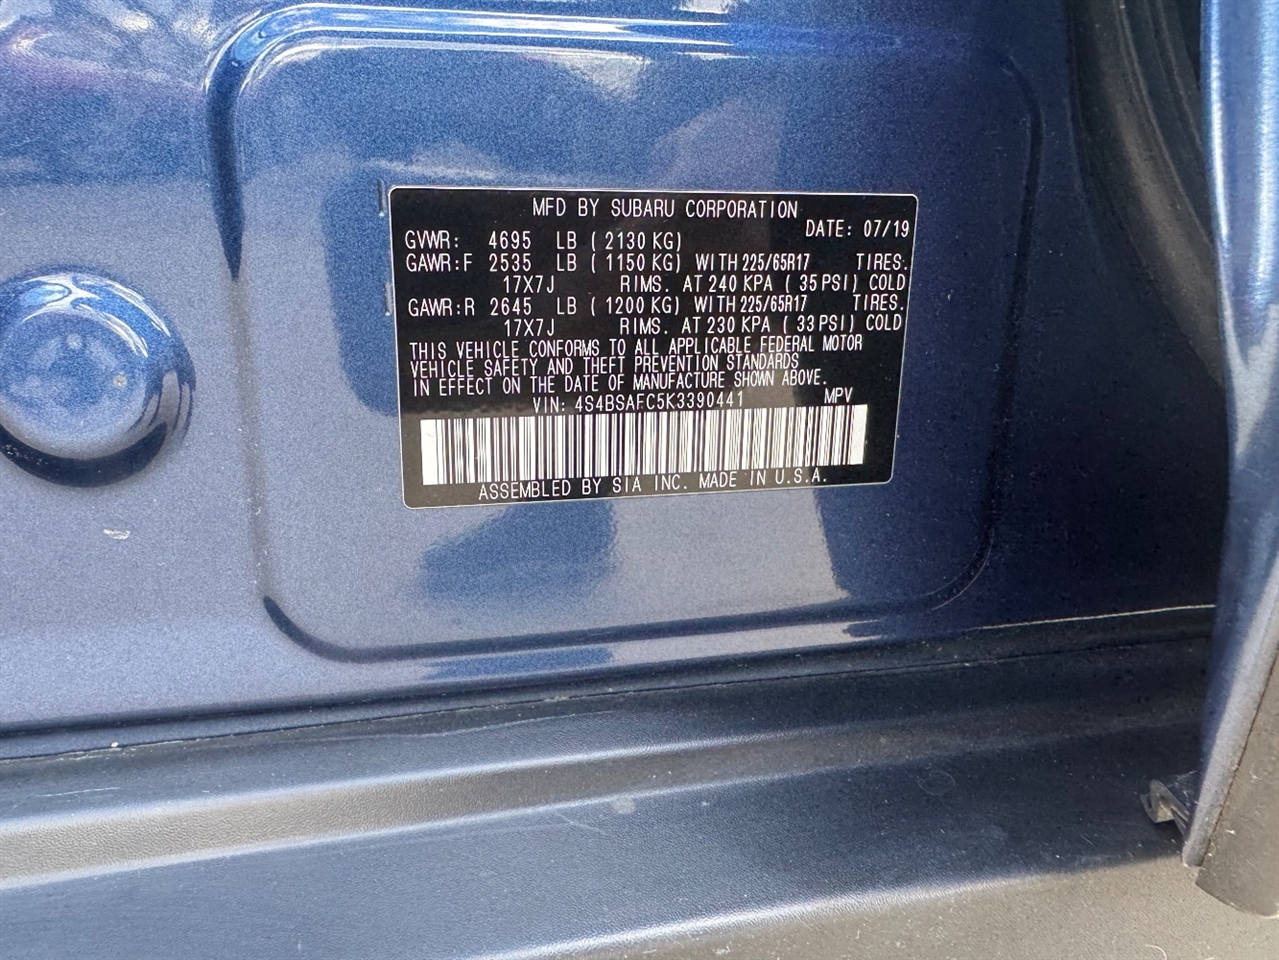 MFD BY SUBARU CORPORATION
DATE: 07/19
GVWR: 4695 LB ( 2130 KG)
GAWR:F 2535 LB ( 1150 KG) WITH 225/65R17 TIRES.
17X7J RIMS. AT 240 KPA ( 35 PSI) COLD
GAWR:R 2645 LB ( 1200 KG) WITH 225/65R17 TIRES.
17X7J RIMS. AT 230 KPA ( 33 PSI) COLD
THIS VEHICLE CONFORMS TO ALL APPLICABLE FEDERAL MOTOR
VEHICLE SAFETY AND THEFT PREVENTION STANDARDS
IN EFFECT ON THE DATE OF MANUFACTURE SHOWN ABOVE.
VIN: 4S4BSAFC5K3390441 MPV
ASSEMBLED BY SIA INC. MADE IN U.S.A.